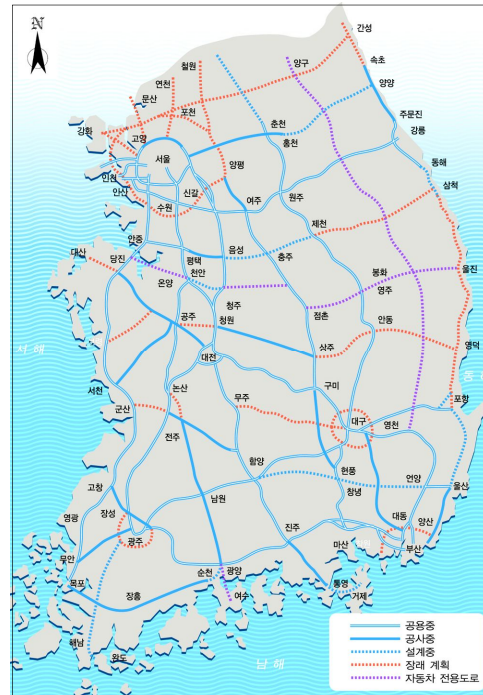 N
간성
철원
속초
양구
연천
양양
문산
포천
주문진
춘천
강화
강릉
고양
홍천
서울
동해
양평
인천
삼척
신갈
안산
원주
여주
수원
제천
안중
대산
평택
음성
당진
충주
울진
천안
봉화
온양
영주
청주
공주
점촌
안동
청원
서해
영덕
상주
대전
동
구미
논산
서천
무주
포항
군산
대구
영천
전주
함양
현풍
언양
고창
울산
남원
창녕
영광
장성
대동
양산
진주
광주
마산
부산
무안
순천
광양
목포
통영
여수
거제
장흥
해남
완도
남해
공용중
공사중
설계중
장래 계획
자동차 전용도로